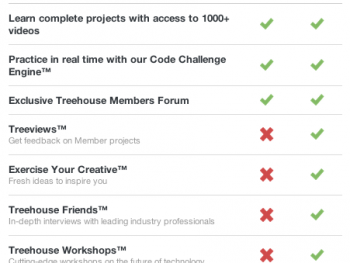 Learn complete projects with access to 1000+
videos
Practice in real time with our Code Challenge
Engine™
Exclusive Treehouse Members Forum
Treeviews™
Get feedback on Member projects
Exercise Your Creative™
Fresh ideas to inspire you
Treehouse Friends™
In-depth interviews with leading industry professionals
Treehouse Workshops™
Cutting-edge workshops on the future of technology